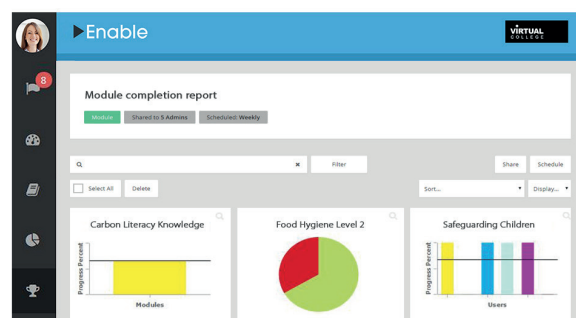 8
Enable
VIRTUAL
COLLEGE
Module completion report
Module Shared to 5 Admins Scheduled: Weekly
Filter Share Schedule
Select All Delete Sort... Display...
Carbon Literacy Knowledge Food Hygiene Level 2 Safeguarding Children
Progress Percent
Modules
Progress Percent
Users